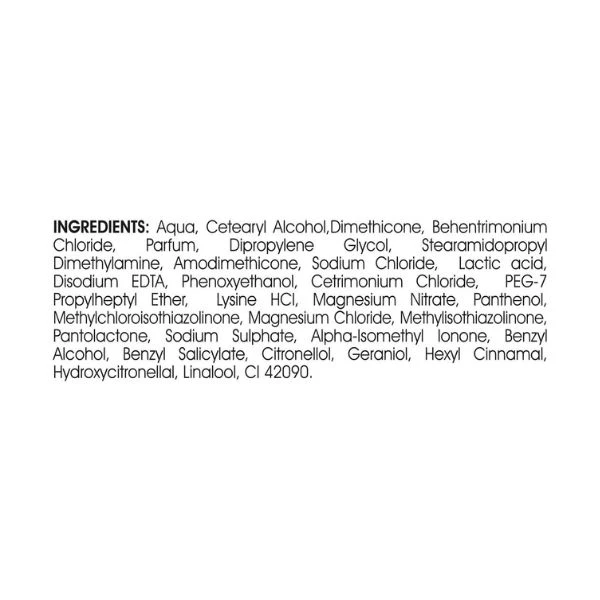 INGREDIENTS: Aqua, Cetearyl Alcohol,Dimethicone, Behentrimonium
Chloride, Parfum, Dipropylene Glycol, Stearamidopropyl
Dimethylamine, Amodimethicone, Sodium Chloride, Lactic acid,
Disodium EDTA, Phenoxyethanol, Cetrimonium Chloride, PEG-7
Propylheptyl Ether, Lysine HCl, Magnesium Nitrate, Panthenol,
Methylchloroisothiazolinone, Magnesium Chloride, Methylisothiazolinone,
Pantolactone, Sodium Sulphate, Alpha-Isomethyl Ionone, Benzyl
Alcohol, Benzyl Salicylate, Citronellol, Geraniol, Hexyl Cinnamal,
Hydroxycitronellal, Linalool, CI 42090.